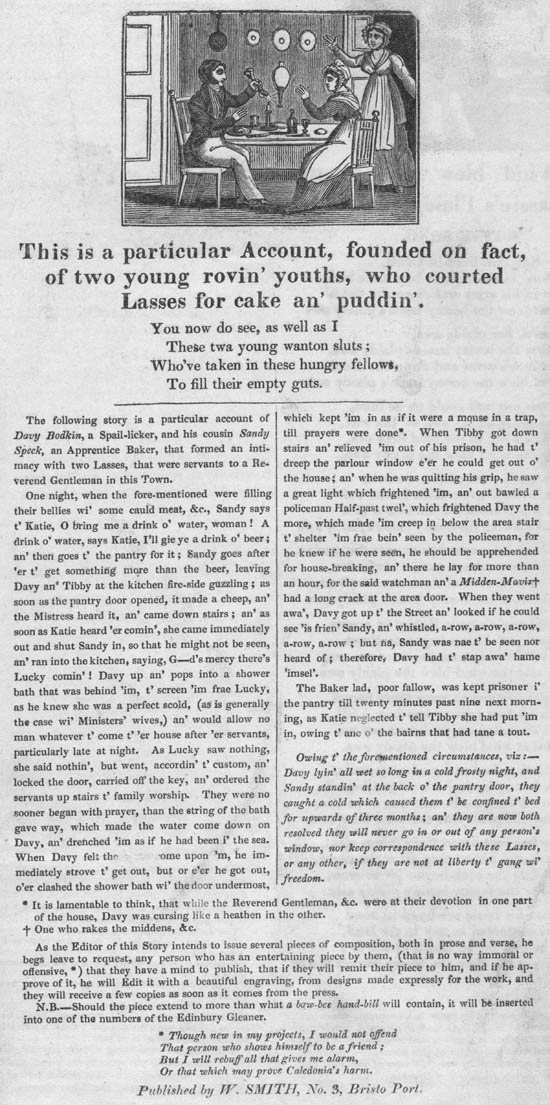 This is a particular Account, founded on fact,
of two young rovin' youths, who courted
Lasses for cake an' puddin'.
You now do see, as well as I
These twa young wanton sluts ;
Who've taken in these hungry fellows,
To fill their empty guts.
The following story is a particular account of
Davy Bodkin, a Spail-licker, and his cousin Sandy
Speck, an Apprentice Baker, that formed an inti-
macy with two Lasses, that were servants to a Re-
verend Gentleman in this Town.
One night, when the fore-mentioned were filling
their bellies wi' some cauld meat, &c., Sandy says
t' Katie, O bring me a drink o' water, woman! A
drink o' water, says Katie, I'll gie ye a drink o' beer;
an' then goes t' the pantry for it; Sandy goes after
'er t' get something more than the beer, leaving
Davy an' Tibby at the kitchen fire-side guzzling; as
soon as the pantry door opened, it made a cheep, an'
the Mistress heard it, an' came down stairs; an' as
soon as Katie heard 'er comin', she came immediately
out and shut Sandy in, so that he might not be seen,
an' ran into the kitchen, saying, G—d's mercy there's
Lucky comin'! Davy up an' pops into a shower
bath that was behind 'im, t' screen 'im frae Lucky,
as he knew she was a perfect scold, (as is generally
the case wi' Ministers' wives,) an' would allow no
man whatever t' come t' 'er house after 'er servants,
particularly late at night. As Lucky saw nothing,
she said nothin', but went, accordin' t' custom, an'
locked the door, carried off the key, an' ordered the
servants up stairs t' family worship. They were no
sooner began with prayer, than the string of the bath
gave way, which made the water come down on
Davy, an' drenched 'im as if he had been i' the sea.
When Davy felt the ome upon 'm, he im-
mediately strove t' get out, but or e'er he got out,
o'er clashed the shower bath wi' the door undermost,
which kept 'im in as if it were a mouse in a trap,
till prayers were done*. When Tibby got down
stairs an' relieved 'im out of his prison, he had t'
dreep the parlour window e'er he could get out o'
the house; an' when he was quitting his grip, he saw
a great light which frightened 'im, an' out bawled a
policeman Half-past twel', which frightened Davy the
more, which made 'im creep in below the area stair
t' shelter 'im frae bein' seen by the policeman, for
he knew if he were seen, he should be apprehended
for house-breaking, an' there he lay for more than
an hour, for the said watchman an' a Midden-Mavis†
had a long crack at the area door. When they went
awa', Davy got up t' the Street an' looked if he could
see 'is frien' Sandy, an' whistled, a-row, a-row, a-row,
a-row, a-row; but na, Sandy was nae t' be seen nor
heard of; therefore, Davy had t' stap awa' hame
'imsel'.
The Baker lad, poor fallow, was kept prisoner i'
the pantry till twenty minutes past nine next morn-
ing, as Katie neglected t' tell Tibby she had put 'im
in, owing t' ane o' the bairns that had tane a tout.
Owing t' the forementioned circumstances, viz:—
Davy lyin' all wet so long in a cold frosty night, and
Sandy standin' at the back o' the pantry door, they
caught a cold which caused them t' be confined t' bed
for upwards of three months; an' they are now both
resolved they will never go in or out of any person's
window, nor keep correspondence with these Lasses,
or any other, if they are not at liberty t' gang wi'
freedom.
* It is lamentable to think, that while the Reverend Gentleman, &c. were at their devotion in one part
of the house, Davy was cursing like a heathen in the other.
† One who rakes the middens, &c.
As the Editor of this Story intends to issue several pieces of composition, both in prose and verse, he
begs leave to request, any person who has an entertaining piece by them, (that is no way immoral or
offensive, *) that they have a mind to publish, that if they will remit their piece to him, and if he ap-
prove of it, he will Edit it with a beautiful engraving, from designs made expressly for the work, and
they will receive a few copies as soon as it comes from the press.
N.B.—Should the piece extend to more than what a baw-bee hand-bill will contain, it will be inserted
into one of the numbers of the Edinbury Gleaner.
* Though new in my projects, I would not offend
That person who shows himself to be a friend;
But I will rebuff all that gives me alarm,
Or that which may prove Caledonia's harm.
Published by W. SMITH, No. 3, Bristo Port.